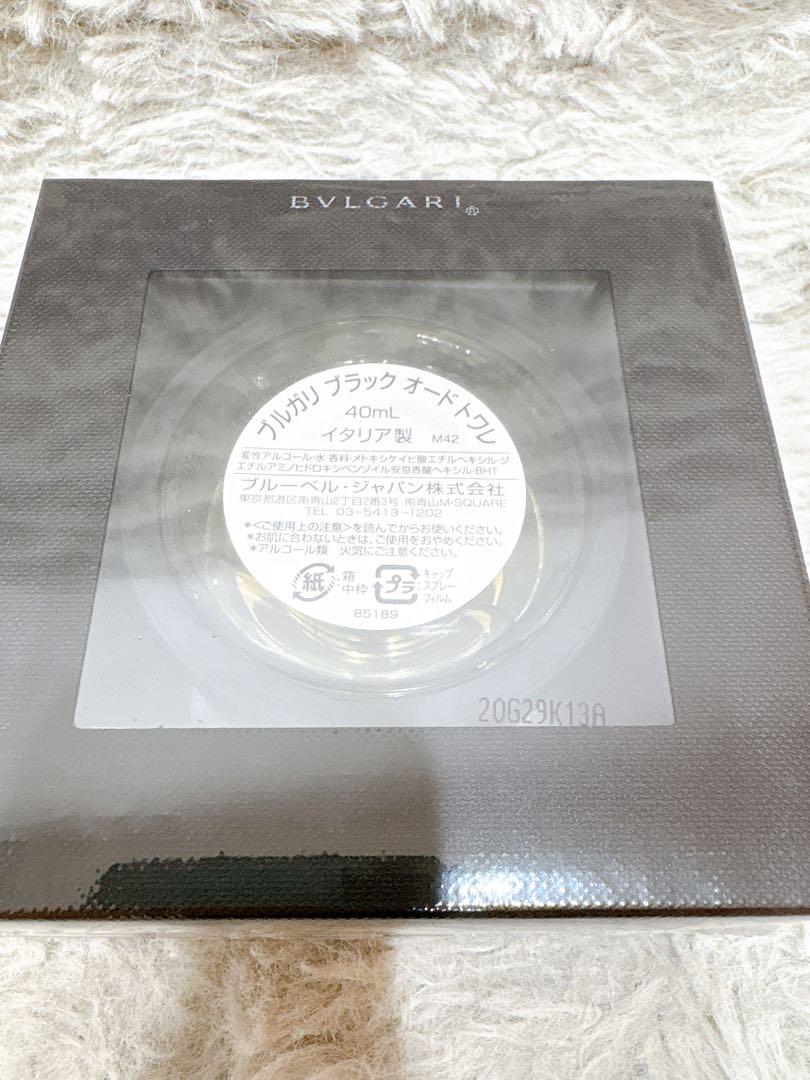 BVLGARI®
ブルガリ ブラック オード トワレ
40mL
イタリア製 M42
変性アルコール・水・香料・メトキシケイヒ酸エチルヘキシル・ジ
エチルアミノヒドロキシベンゾイル安息香酸ヘキシル・BHT
ブルーベル・ジャパン株式会社
東京都港区南青山2丁目2番3号 南青山M-SQUARE
TEL 03-5413-1202
*<ご使用上の注意>を読んでからお使いください。
*お肌に合わないときは、ご使用をおやめください。
*アルコール類 火気にご注意ください。
紙 :箱 中枠
プラ :キャップ スプレー フィルム
85189
20G29K13A